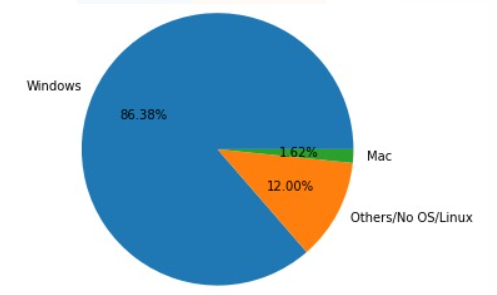 Windows
86.38%
1.62%
Mac
12.00%
Others/No OS/Linux